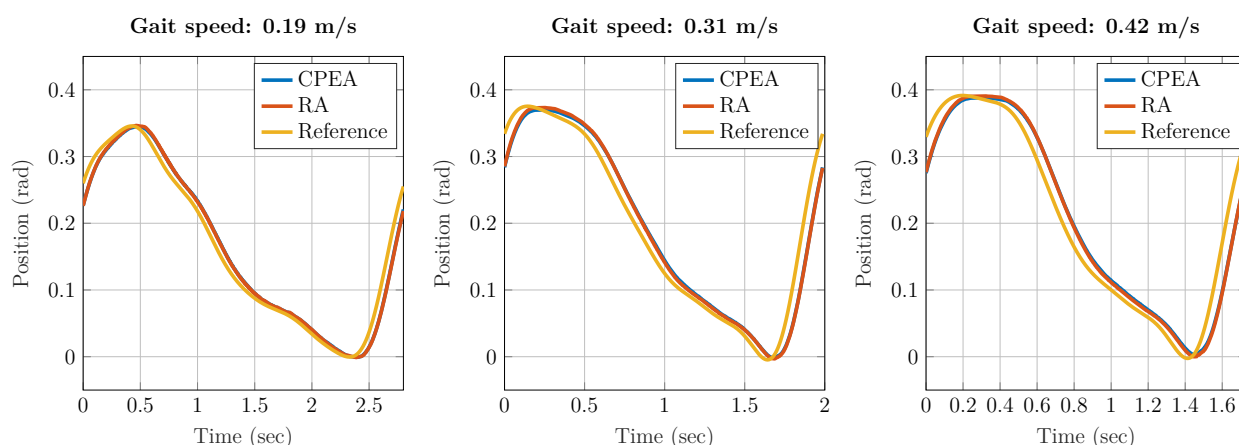 Gait speed: 0.19 m/s
Position (rad)
0.4
0.3
0.2
0.1
0
CPEA
RA
Reference
0 0.5 1 1.5 2 2.5
Time (sec)
Gait speed: 0.31 m/s
Position (rad)
0.4
0.3
0.2
0.1
0
CPEA
RA
Reference
0 0.5 1 1.5 2
Time (sec)
Gait speed: 0.42 m/s
Position (rad)
0.4
0.3
0.2
0.1
0
CPEA
RA
Reference
0 0.2 0.4 0.6 0.8 1 1.2 1.4 1.6
Time (sec)